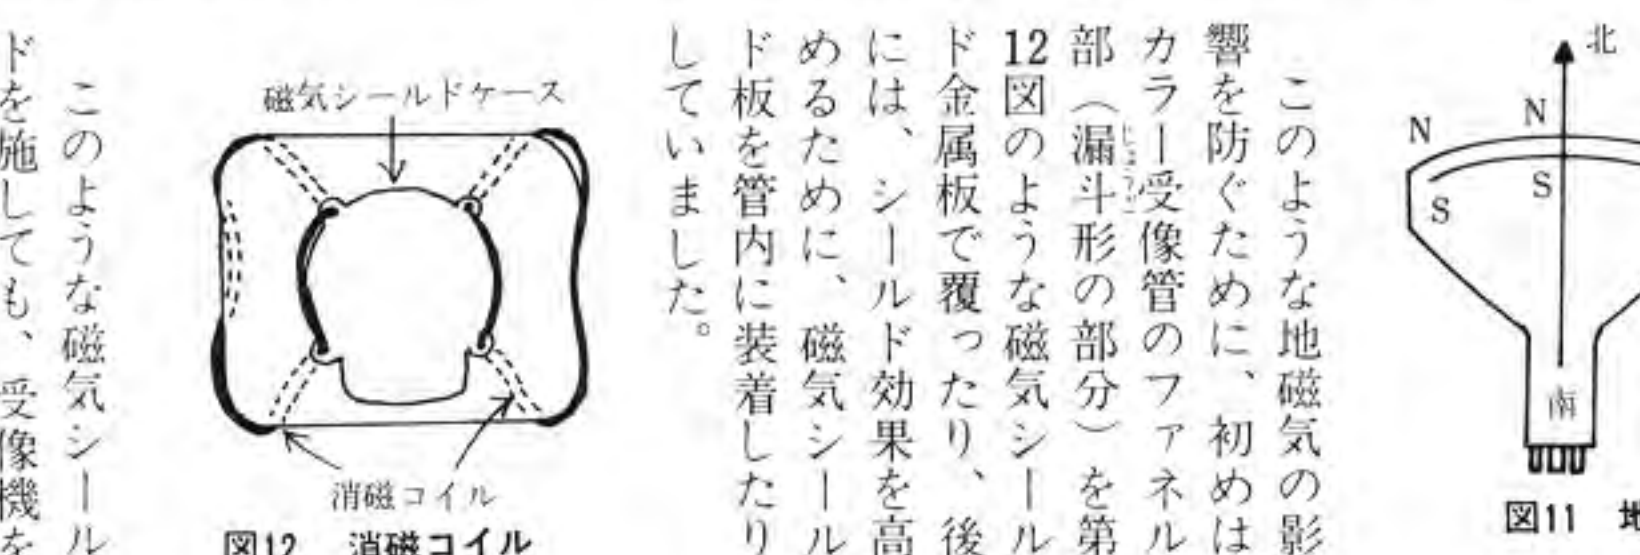 北
N
N
S
S
南
図11 地
このような地磁気の影
響を防ぐために、初めは
カラー受像管のファネル
部（漏斗形の部分）を第
じょうご
12図のような磁気シール
ド金属板で覆ったり、後
には、シールド効果を高
めるために、磁気シール
ド板を管内に装着したり
していました。
磁気シールドケース
消磁コイル
図12 消磁コイル
このような磁気シール
ドを施しても、受像機を